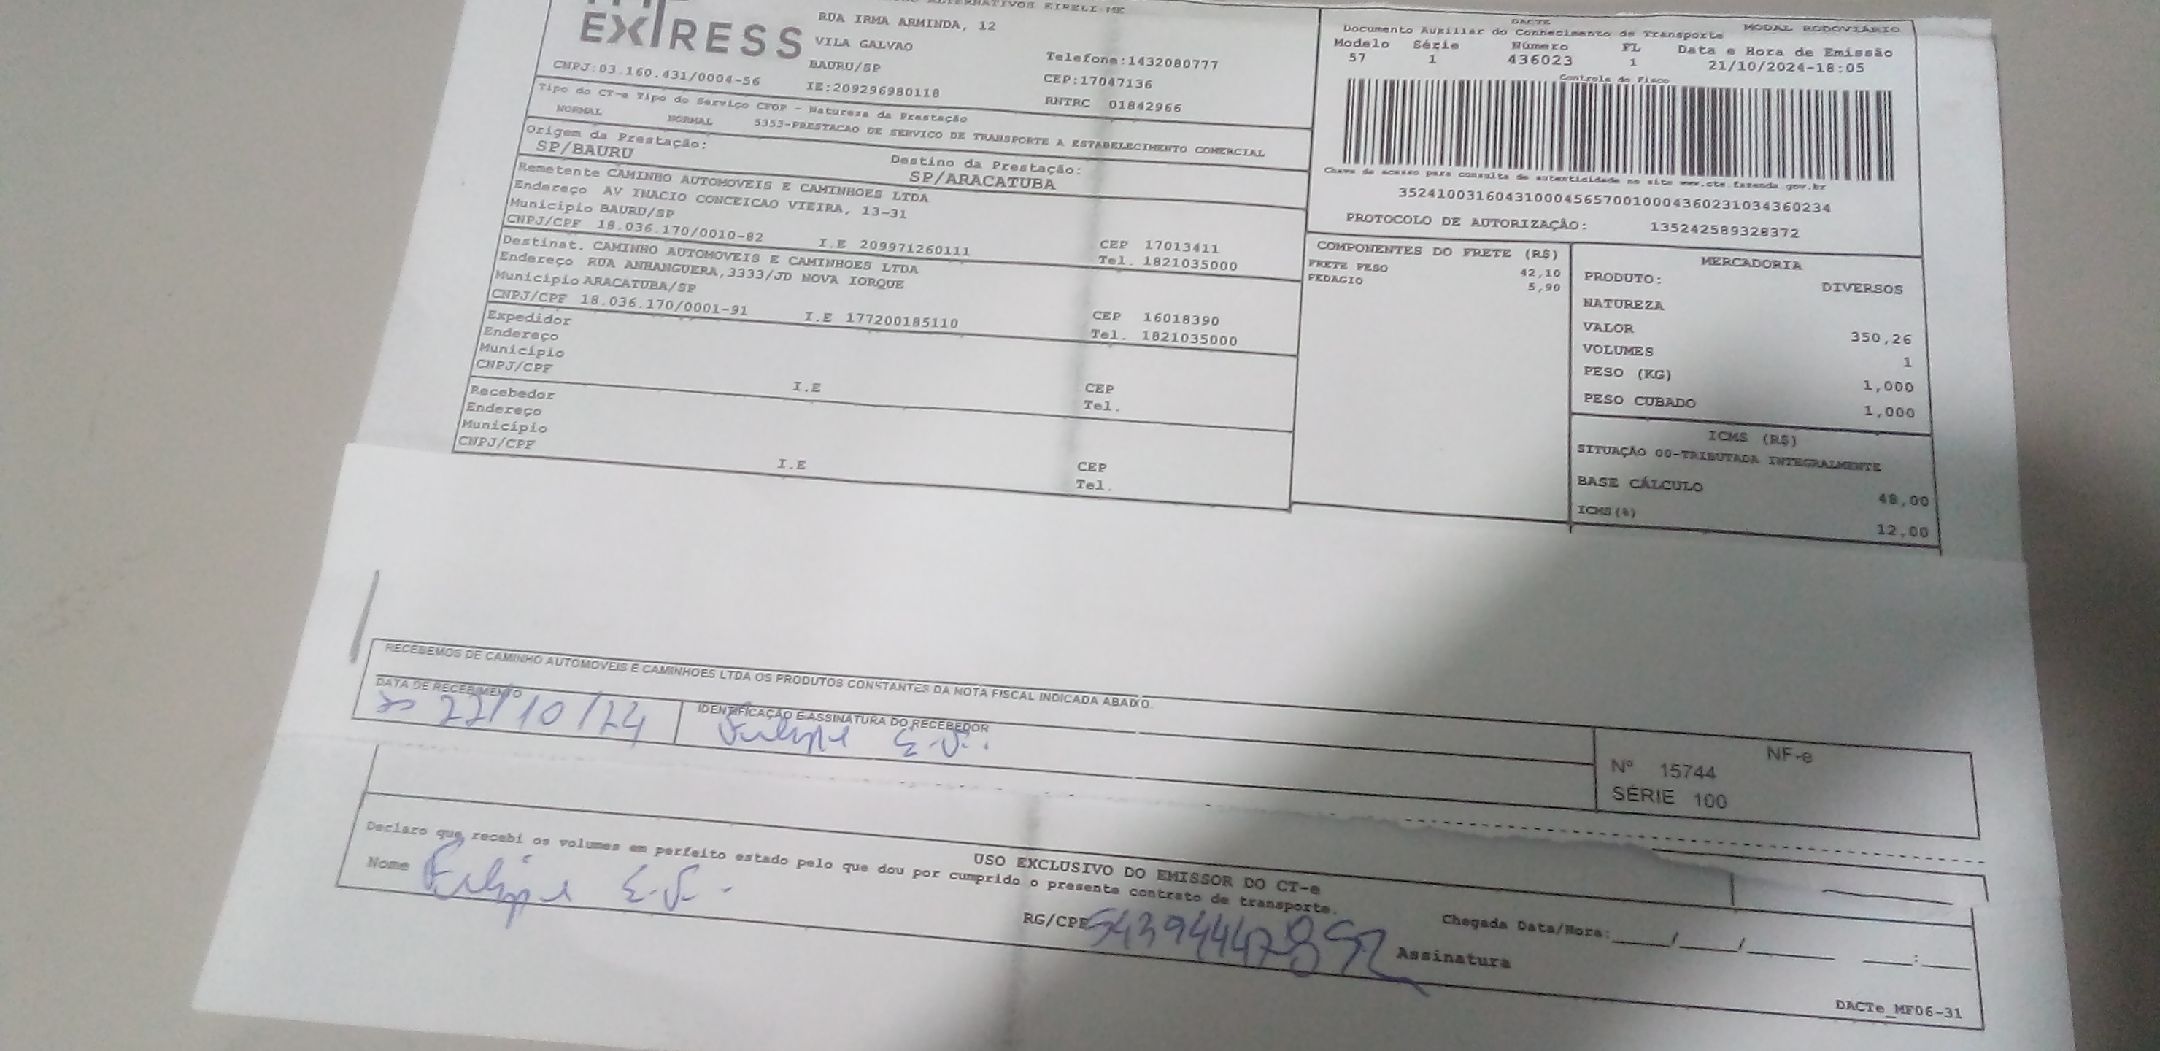 EXPRESS
RUA IRMA ARMINDA, 12
VILA GALVAO
BAURU/SP
Telefone:1432080777
CNPJ:03.160.431/0004-56
IE:209296980118
CEP:17047136
RNTRC 01842966
DACTE
MODAL RODOVIÁRIO
Documento Auxiliar do Conhecimento de Transporte
Modelo Série Número FL Data e Hora de Emissão
57 1 436023 1 21/10/2024-18:05
Controle do Fisco
Chave de acesso para consulta de autenticidade no site www.cte.fazenda.gov.br
35241003160431000456570010004360231034360234
PROTOCOLO DE AUTORIZAÇÃO: 135242589328372
Tipo do CT-e Tipo do Serviço CFOP - Natureza da Prestação
NORMAL NORMAL 5353-PRESTACAO DE SERVICO DE TRANSPORTE A ESTABELECIMENTO COMERCIAL
Origem da Prestação: Destino da Prestação:
SP/BAURU SP/ARACATUBA
Remetente CAMINHO AUTOMOVEIS E CAMINHOES LTDA
Endereço AV INACIO CONCEICAO VIEIRA, 13-31
Município BAURU/SP CEP 17013411
CNPJ/CPF 18.036.170/0010-82 I.E 209971260111 Tel. 1821035000
Destinat. CAMINHO AUTOMOVEIS E CAMINHOES LTDA
Endereço RUA ANHANGUERA,3333/JD NOVA IORQUE
Município ARACATUBA/SP CEP 16018390
CNPJ/CPF 18.036.170/0001-91 I.E 177200185110 Tel. 1821035000
Expedidor
Endereço
Município CEP
CNPJ/CPF I.E Tel.
Recebedor
Endereço
Município CEP
CNPJ/CPF I.E Tel.
COMPONENTES DO FRETE (R$)
FRETE PESO 42,10
PEDAGIO 5,90
MERCADORIA
PRODUTO: DIVERSOS
NATUREZA
VALOR 350,26
VOLUMES 1
PESO (KG) 1,000
PESO CUBADO 1,000
ICMS (R$)
SITUAÇÃO 00-TRIBUTADA INTEGRALMENTE
BASE CÁLCULO 48,00
ICMS(%) 12,00
RECEBEMOS DE CAMINHO AUTOMOVEIS E CAMINHOES LTDA OS PRODUTOS CONSTANTES DA NOTA FISCAL INDICADA ABAIXO.
DATA DE RECEBIMENTO IDENTIFICAÇÃO E ASSINATURA DO RECEBEDOR
22/10/24 Felipe E.S.
NF-e
Nº 15744
SÉRIE 100
USO EXCLUSIVO DO EMISSOR DO CT-e
Declaro que recebi os volumes em perfeito estado pelo que dou por cumprido o presente contrato de transporte.
Nome Felipe E.S.
RG/CPF 54394447852 Assinatura
Chegada Data/Hora:____/____/______ ___:___
DACTe_MF06-31